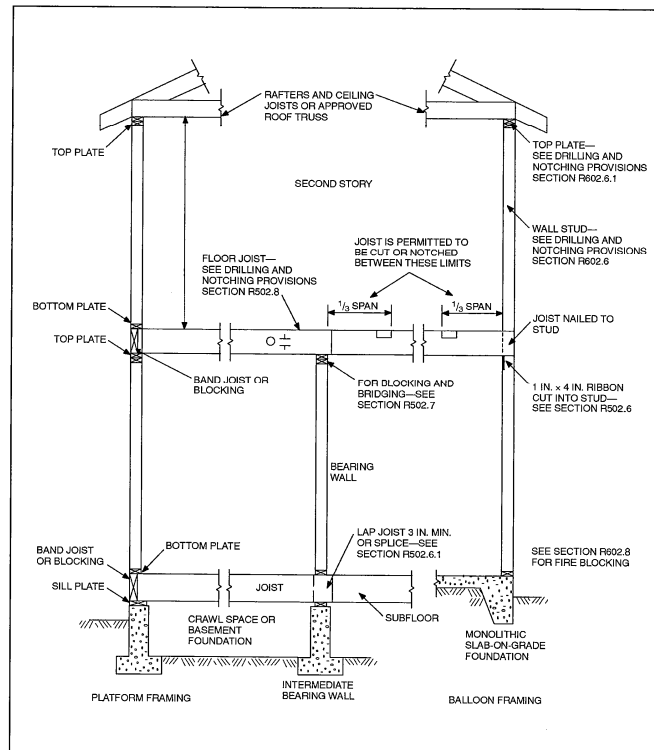 RAFTERS AND CEILING
JOISTS OR APPROVED
ROOF TRUSS
TOP PLATE
TOP PLATE—
SEE DRILLING AND
NOTCHING PROVISIONS
SECTION R602.6.1
SECOND STORY
WALL STUD—
SEE DRILLING AND
NOTCHING PROVISIONS
SECTION R602.6
FLOOR JOIST—
SEE DRILLING AND
NOTCHING PROVISIONS
SECTION R502.8
JOIST IS PERMITTED TO
BE CUT OR NOTCHED
BETWEEN THESE LIMITS
1/3 SPAN
1/3 SPAN
BOTTOM PLATE
TOP PLATE
JOIST NAILED TO
STUD
BAND JOIST OR
BLOCKING
FOR BLOCKING AND
BRIDGING—SEE
SECTION R502.7
1 IN. × 4 IN. RIBBON
CUT INTO STUD—
SEE SECTION R502.6
BEARING
WALL
BAND JOIST
OR BLOCKING
BOTTOM PLATE
LAP JOIST 3 IN. MIN.
OR SPLICE—SEE
SECTION R502.6.1
SEE SECTION R602.8
FOR FIRE BLOCKING
SILL PLATE
JOIST
SUBFLOOR
CRAWL SPACE OR
BASEMENT
FOUNDATION
MONOLITHIC
SLAB-ON-GRADE
FOUNDATION
PLATFORM FRAMING
INTERMEDIATE
BEARING WALL
BALLOON FRAMING